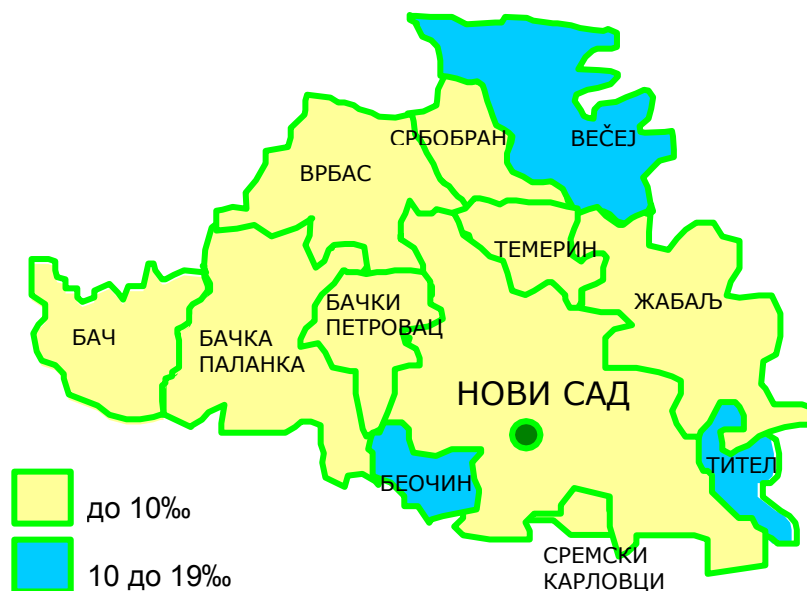 СРБОБРАН
ВЕČЕЈ
ВРБАС
ТЕМЕРИН
БАЧКИ
ПЕТРОВАЦ
ЖАБАЉ
БАЧ
БАЧКА
ПАЛАНКА
НОВИ САД
ТИТЕЛ
БЕОЧИН
до 10‰
СРЕМСКИ
КАРЛОВЦИ
10 до 19‰